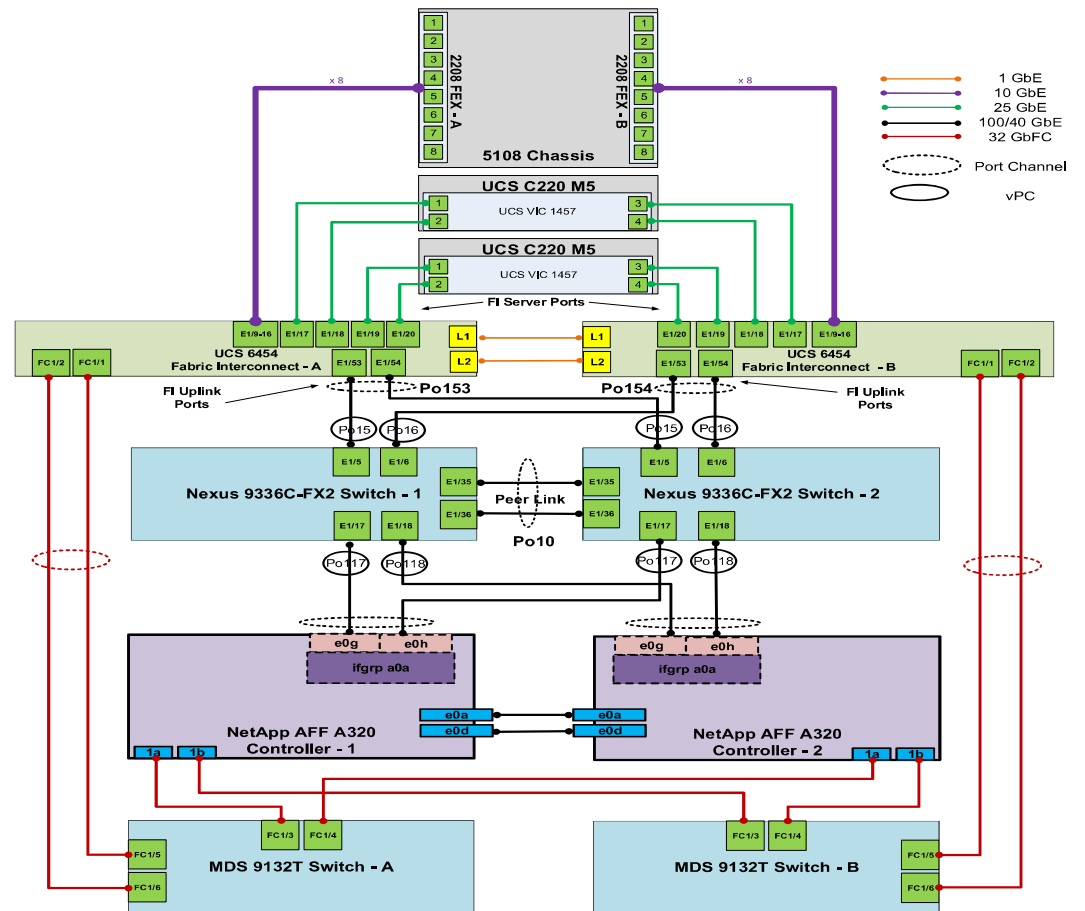 1
2
3
4
5
6
7
8
2208 FEX - A
1
2
3
4
5
6
7
8
2208 FEX - B
5108 Chassis
x 8
x 8
1 GbE
10 GbE
25 GbE
100/40 GbE
32 GbFC
Port Channel
vPC
UCS C220 M5
UCS VIC 1457
1
2
3
4
UCS C220 M5
UCS VIC 1457
1
2
3
4
FI Server Ports
E1/9-16
E1/17
E1/18
E1/19
E1/20
UCS 6454
Fabric Interconnect - A
FC1/2
FC1/1
E1/53
E1/54
L1
L2
L1
L2
E1/20
E1/19
E1/18
E1/17
E1/9-16
UCS 6454
Fabric Interconnect - B
E1/53
E1/54
FC1/1
FC1/2
FI Uplink
Ports
Po153
Po154
FI Uplink
Ports
Po15
Po16
Po15
Po16
E1/5
E1/6
Nexus 9336C-FX2 Switch - 1
E1/35
E1/36
E1/17
E1/18
Peer Link
Po10
E1/5
E1/6
Nexus 9336C-FX2 Switch - 2
E1/35
E1/36
E1/17
E1/18
Po117
Po118
Po117
Po118
e0g
e0h
ifgrp a0a
NetApp AFF A320
Controller - 1
e0a
e0d
1a
1b
e0g
e0h
ifgrp a0a
e0a
e0d
NetApp AFF A320
Controller - 2
1a
1b
FC1/3
FC1/4
MDS 9132T Switch - A
FC1/5
FC1/6
FC1/3
FC1/4
MDS 9132T Switch - B
FC1/5
FC1/6